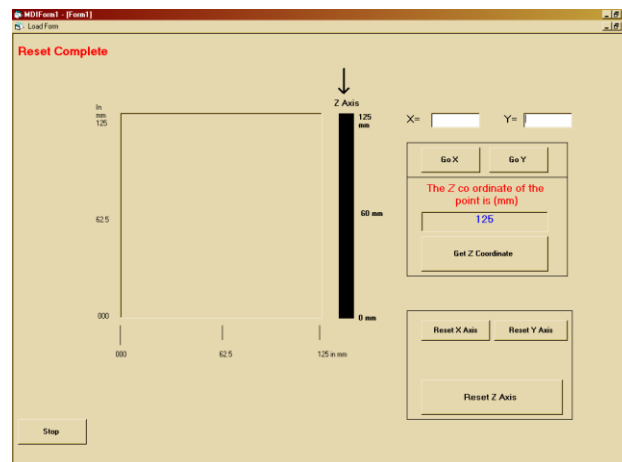 MDIForm1 - [Form1]
Load Form
Reset Complete
Z Axis
In
mm
125
125
mm
X=
Y=
Go X
Go Y
The Z co ordinate of the
point is (mm)
125
62.5
60 mm
Get Z Coordinate
000
0 mm
Reset X Axis
Reset Y Axis
000
62.5
125 in mm
Reset Z Axis
Stop